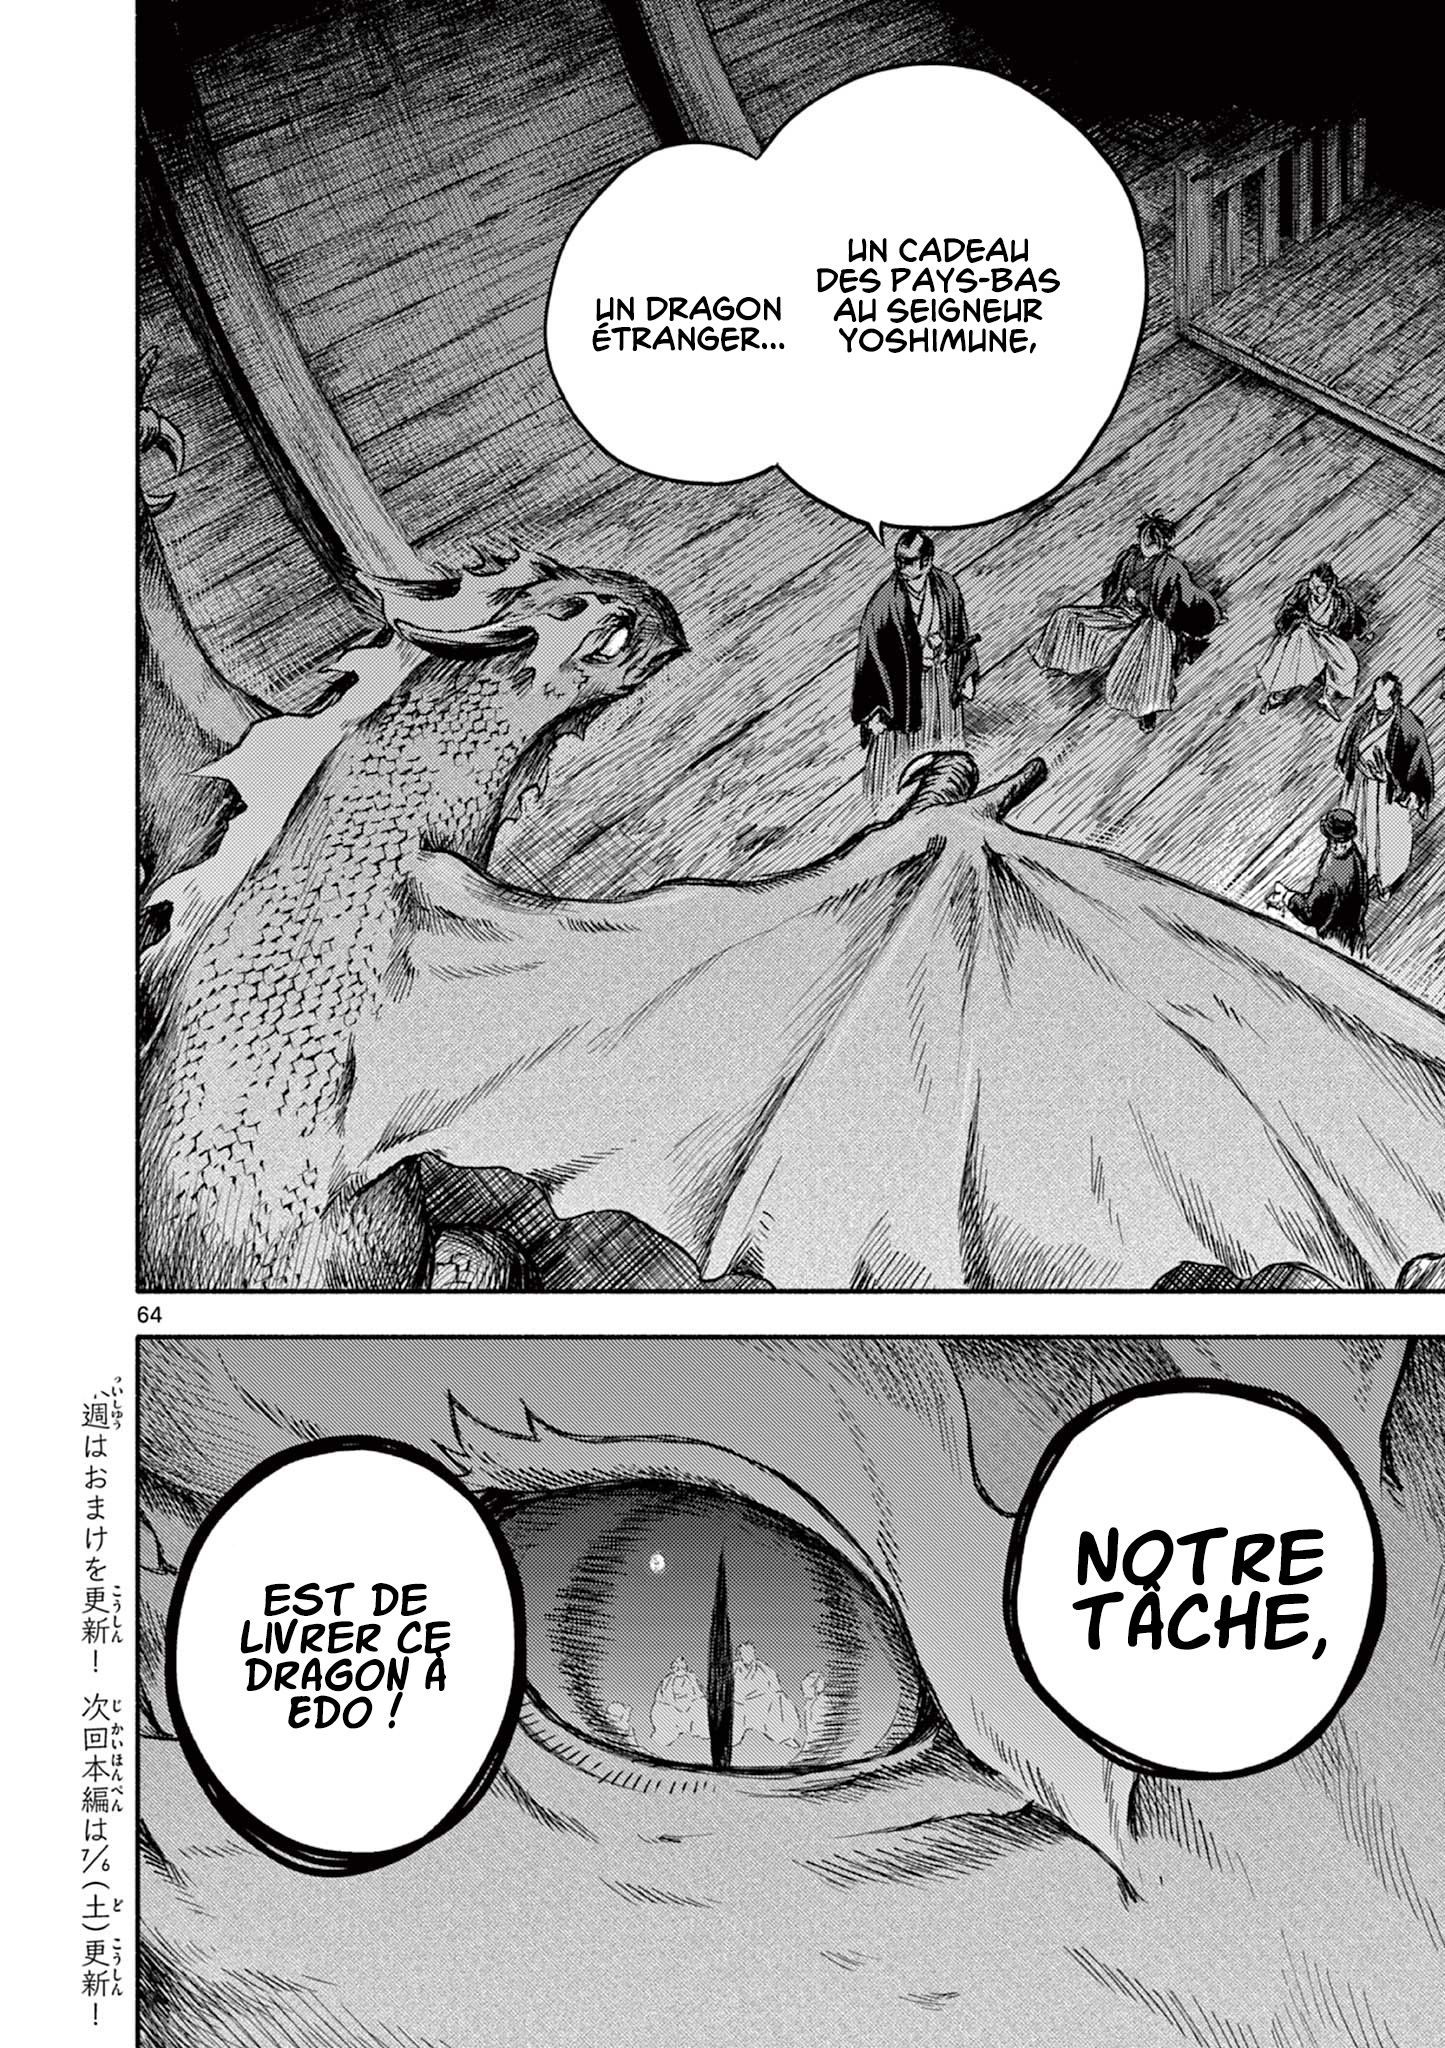 UN CADEAU
DES PAYS-BAS
AU SEIGNEUR
YOSHIMUNE,
UN DRAGON
ÉTRANGER...
64
NOTRE
TÂCHE,
EST DE
LIVRER CE
DRAGON À
EDO !
週はおまけを更新！ 次回本編は7/6(土)更新！